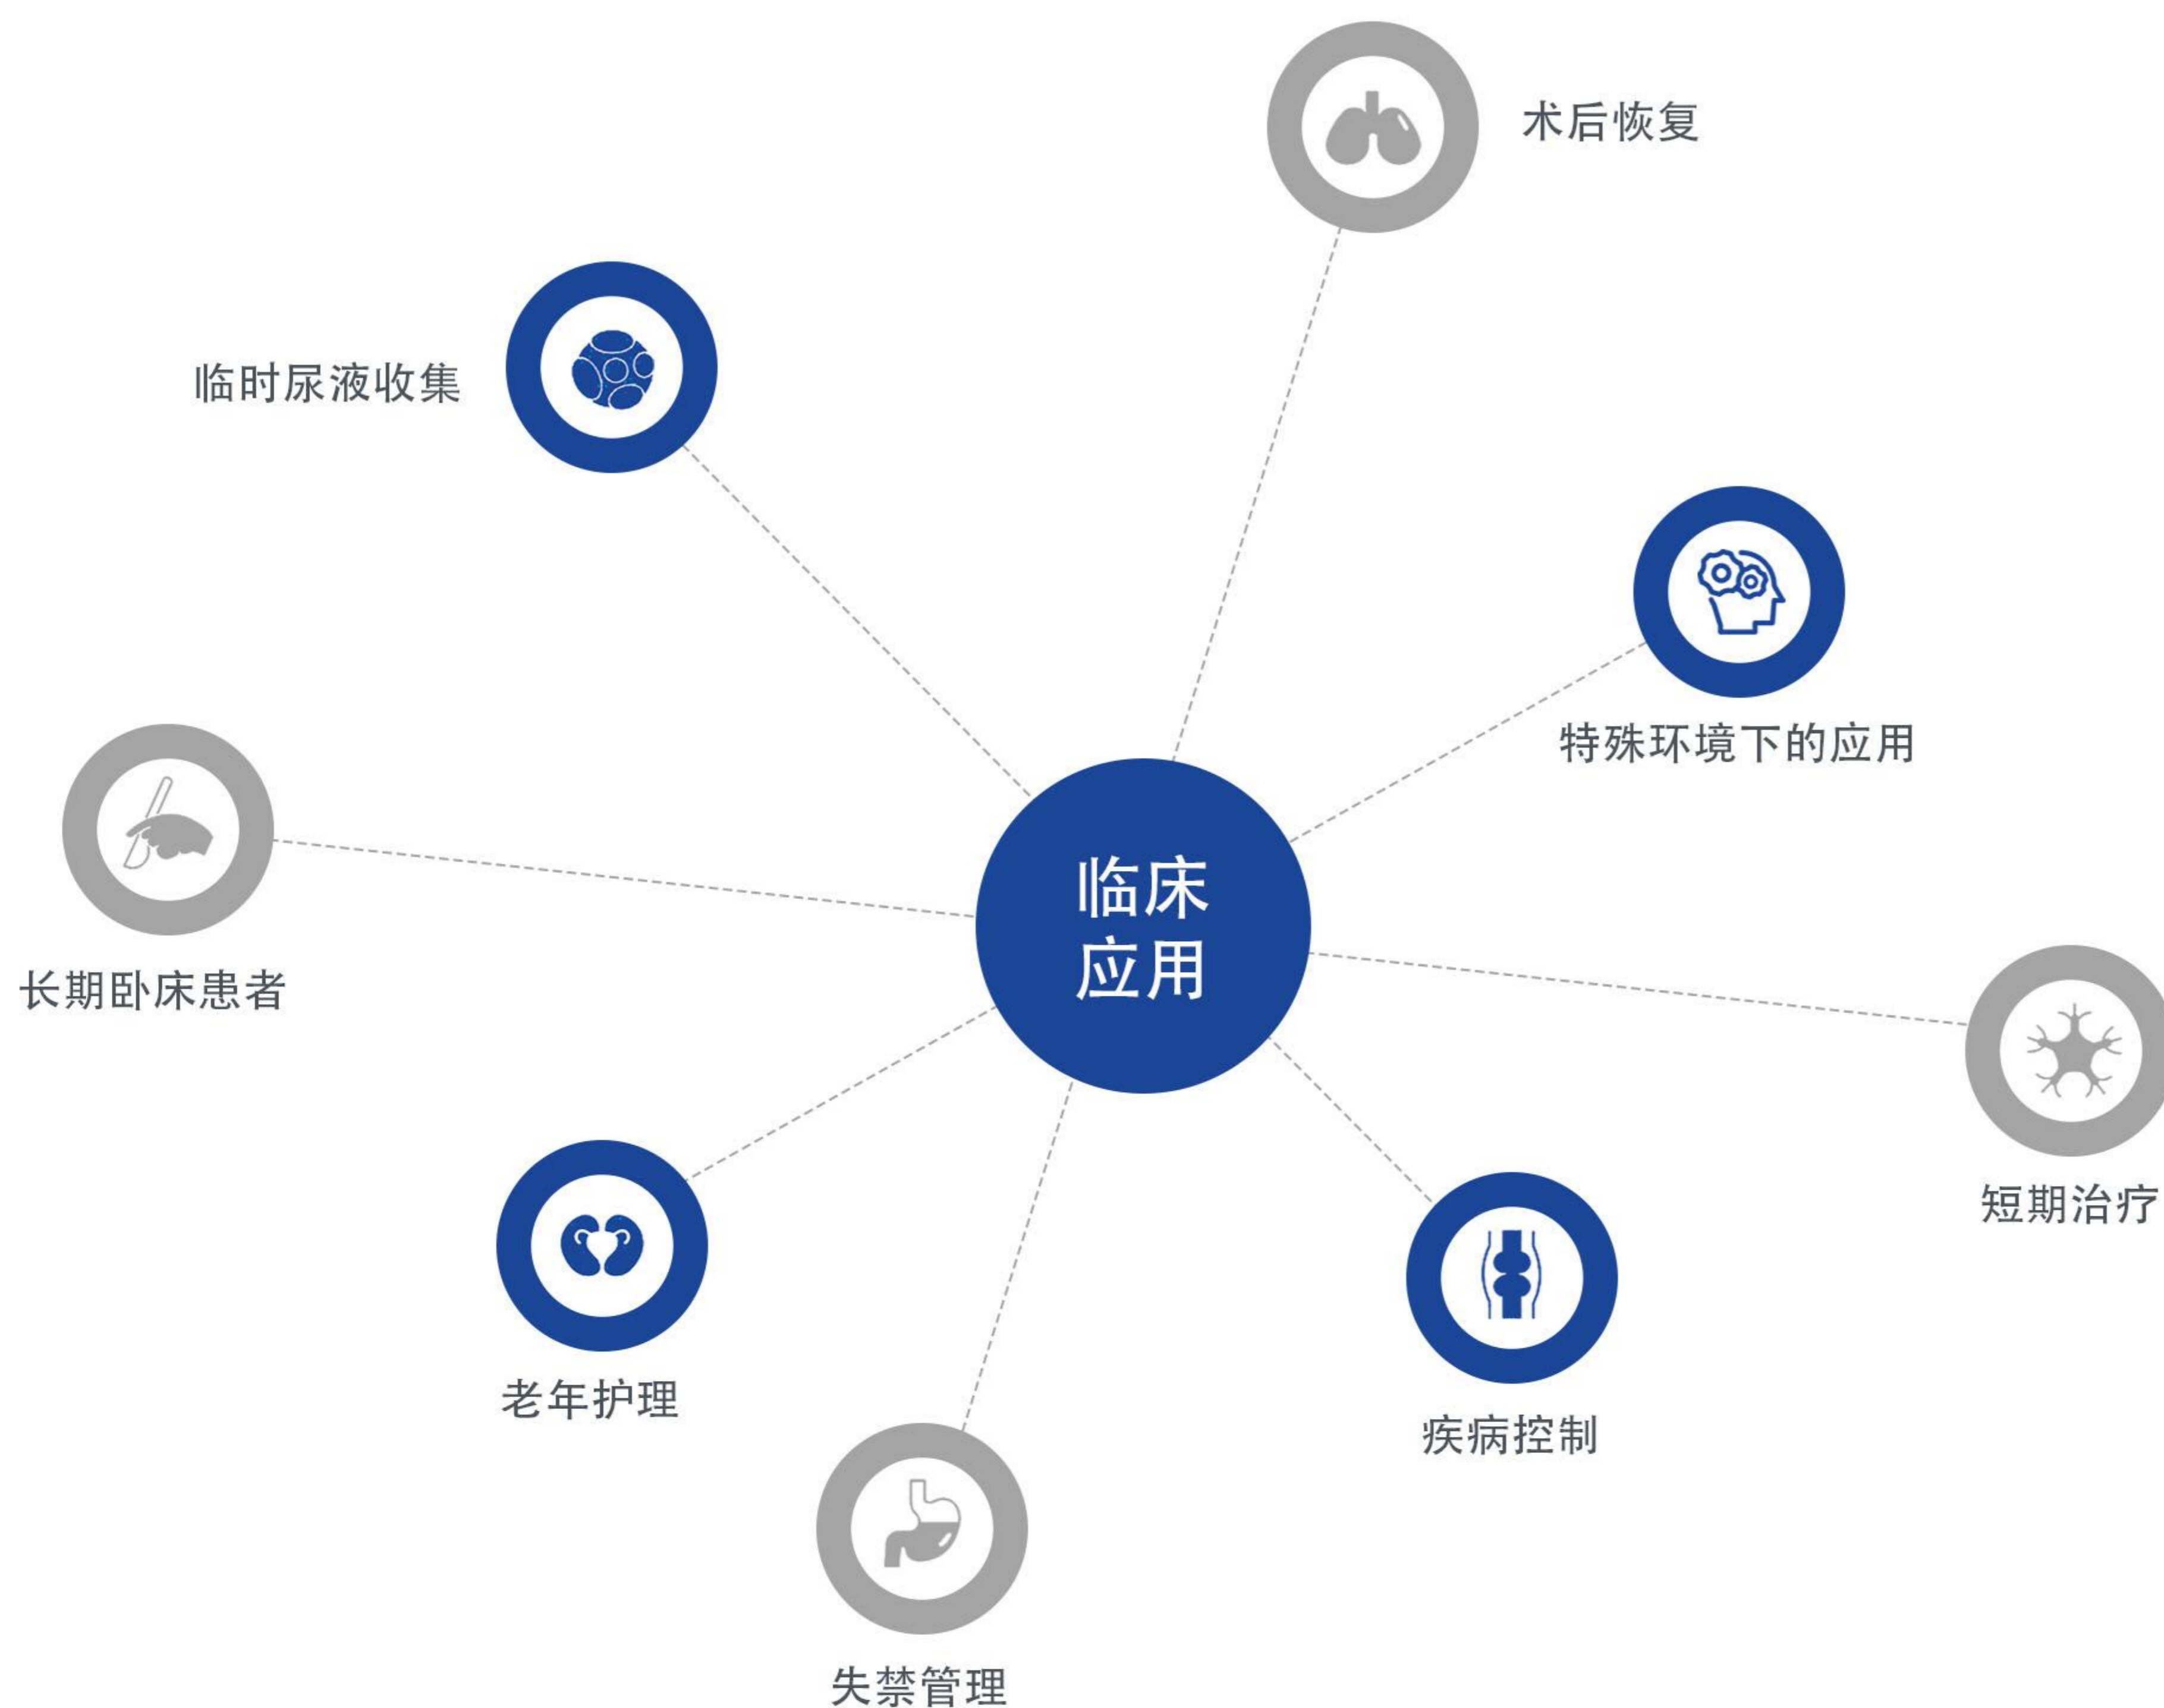 术后恢复
临时尿液收集
特殊环境下的应用
临床
应用
长期卧床患者
短期治疗
老年护理
疾病控制
失禁管理